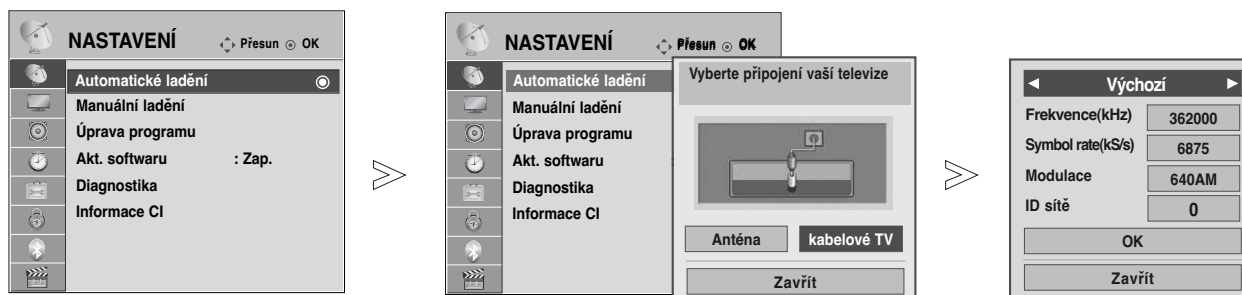 NASTAVENÍ
Přesun OK
Automatické ladění
Manuální ladění
Úprava programu
Akt. softwaru : Zap.
Diagnostika
Informace CI
NASTAVENÍ
Přesun OK
Automatické ladění
Manuální ladění
Úprava programu
Akt. softwaru
Diagnostika
Informace CI
Vyberte připojení vaší televize
Anténa kabelové TV
Zavřít
Výchozí
Frekvence(kHz) 362000
Symbol rate(kS/s) 6875
Modulace 640AM
ID sítě 0
OK
Zavřít